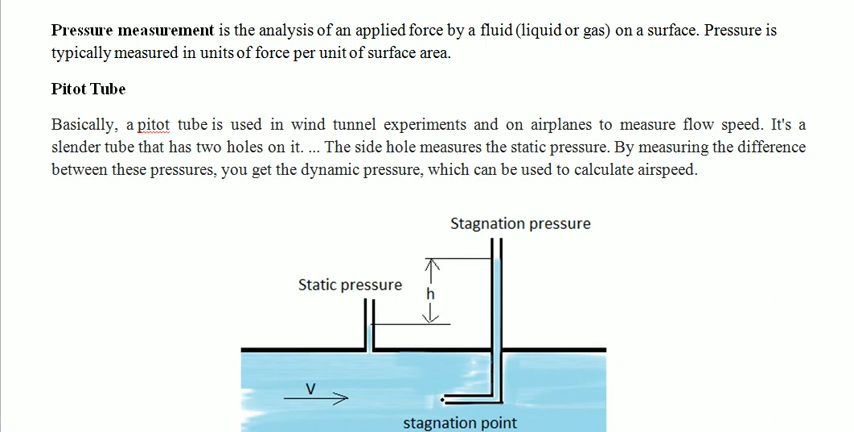 Pressure measurement is the analysis of an applied force by a fluid (liquid or gas) on a surface. Pressure is
typically measured in units of force per unit of surface area.
Pitot Tube
Basically, a pitot tube is used in wind tunnel experiments and on airplanes to measure flow speed. It's a
slender tube that has two holes on it. ... The side hole measures the static pressure. By measuring the difference
between these pressures, you get the dynamic pressure, which can be used to calculate airspeed.
Stagnation pressure
Static pressure
h
V
stagnation point